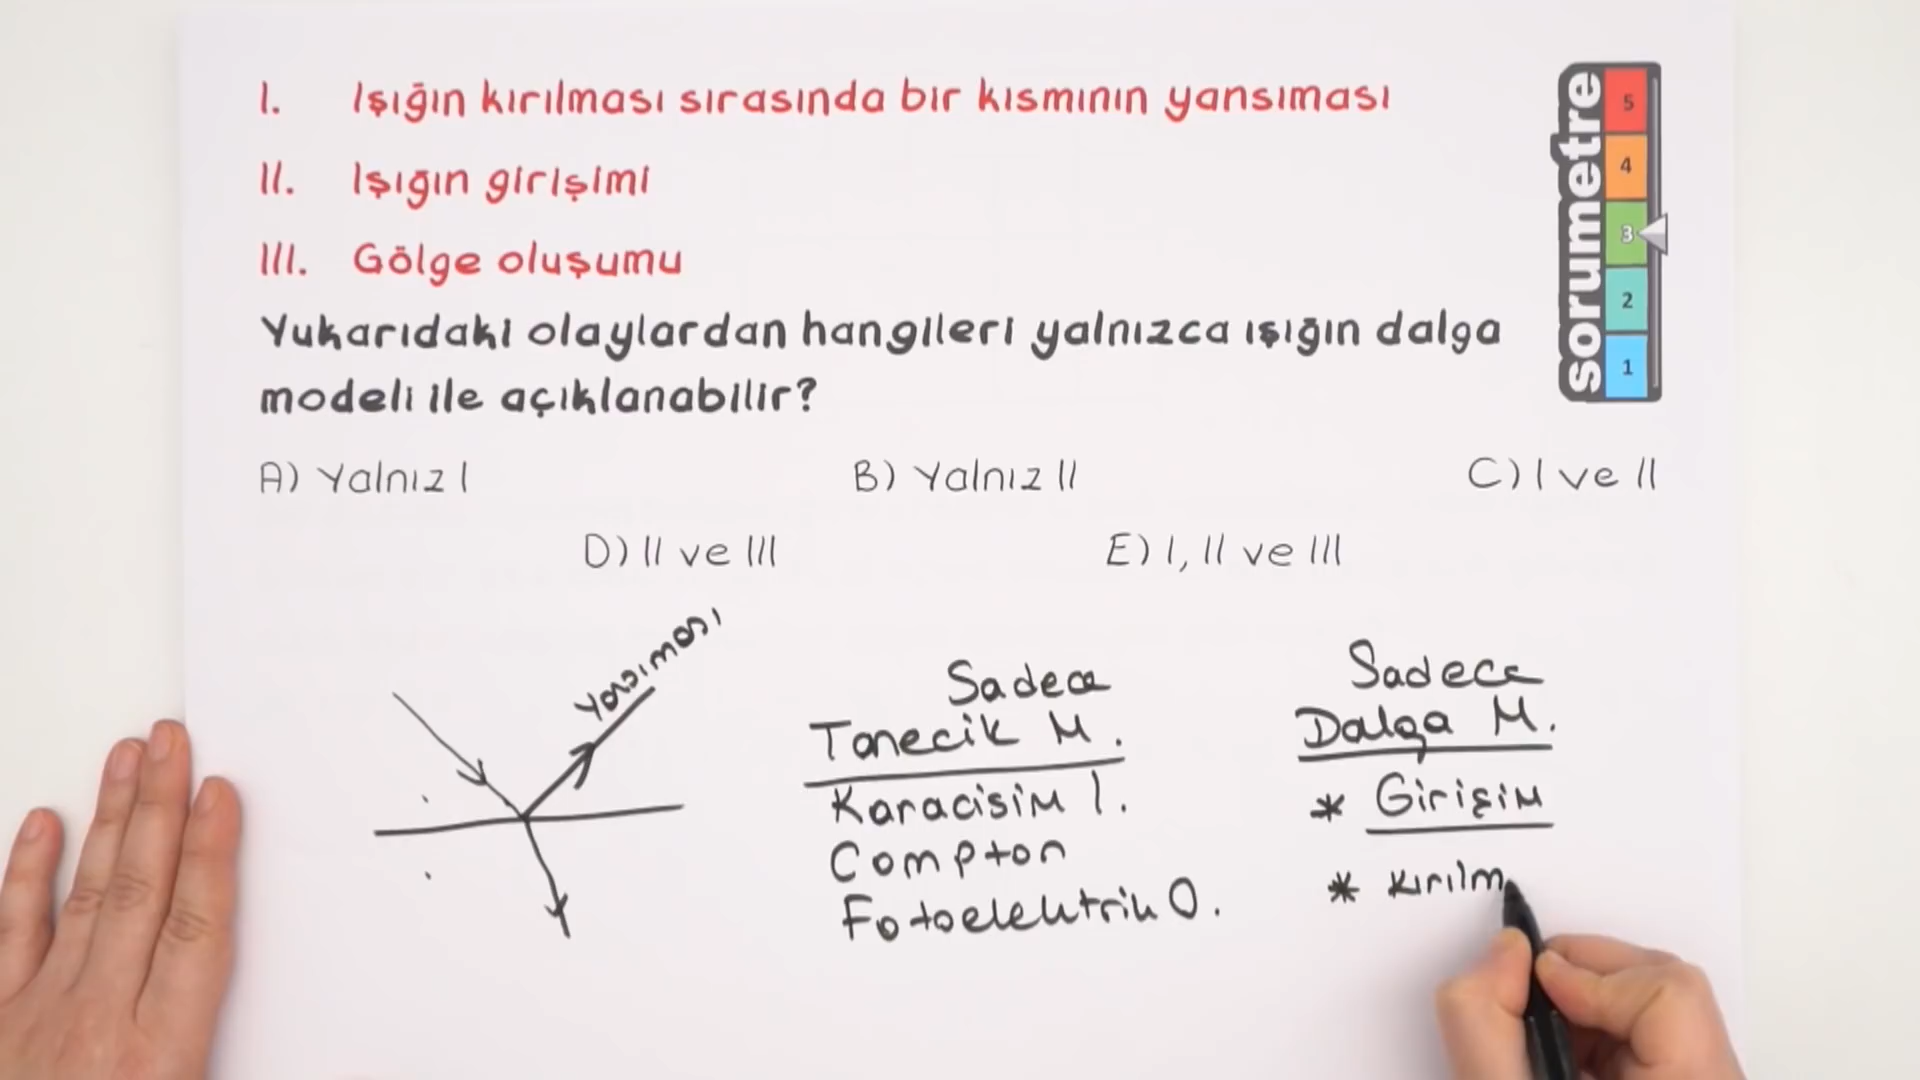 I. Işığın kırılması sırasında bir kısmının yansıması
II. Işığın girişimi
III. Gölge oluşumu
Yukarıdaki olaylardan hangileri yalnızca ışığın dalga
modeli ile açıklanabilir?
A) Yalnız I
B) Yalnız II
C) I ve II
D) II ve III
E) I, II ve III
sorumetre
5
4
3
2
1
Yansıması
Sadece
Tanecik M.
Karacisim I.
Compton
Fotoelektrik O.
Sadece
Dalga M.
* Girişim
* Kırılm